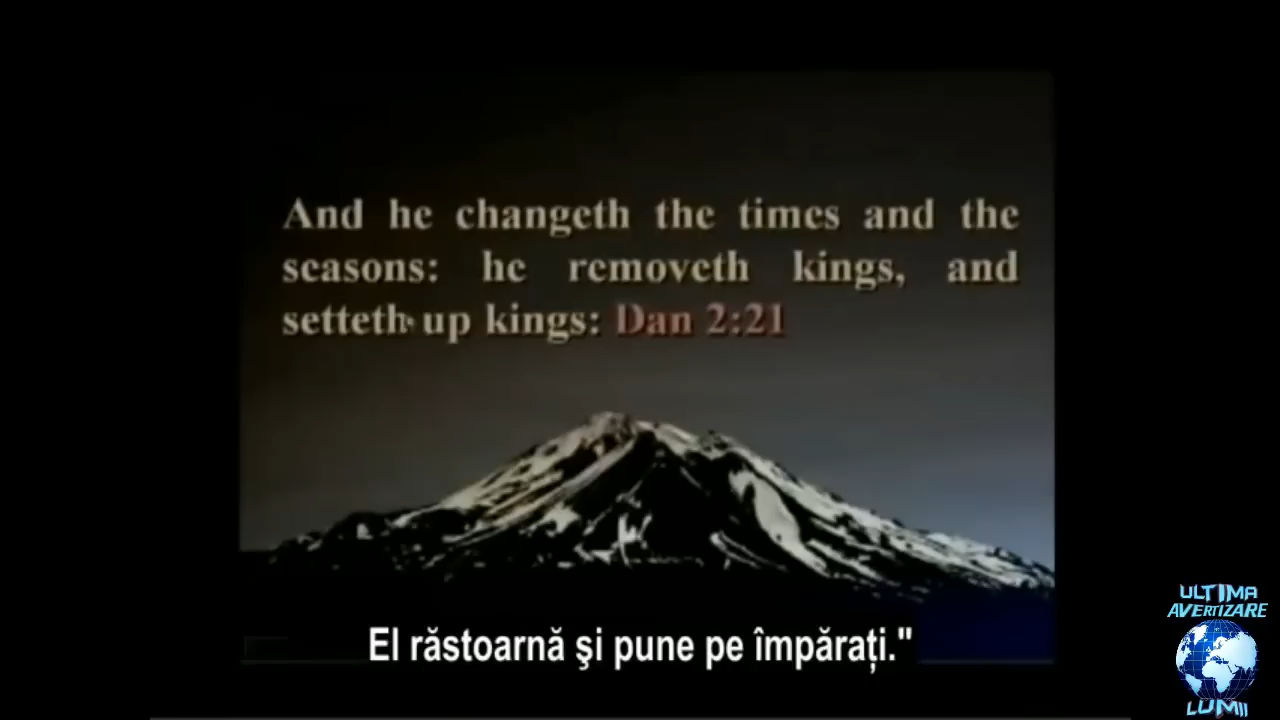 And he changeth the times and the
seasons: he removeth kings, and
setteth up kings: Dan 2:21
El răstoarnă şi pune pe împăraţi."
ULTIMA
AVERTIZARE
LUMII